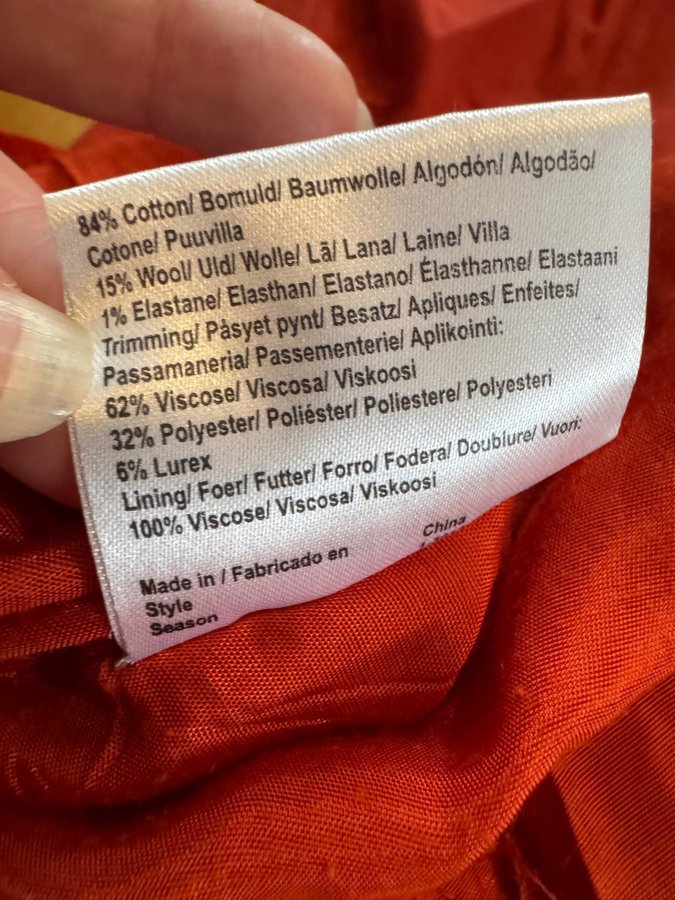 84% Cotton/ Bomuld/ Baumwolle/ Algodón/ Algodão/
Cotone/ Puuvilla
15% Wool/ Uld/ Wolle/ Lã/ Lana/ Laine/ Villa
1% Elastane/ Elasthan/ Elastano/ Élasthanne/ Elastaani
Trimming/ Påsyet pynt/ Besatz/ Apliques/ Enfeites/
Passamaneria/ Passementerie/ Aplikointi:
62% Viscose/ Viscosa/ Viskoosi
32% Polyester/ Poliéster/ Poliestere/ Polyesteri
6% Lurex
Lining/ Foer/ Futter/ Forro/ Fodera/ Doublure/ Vuori:
100% Viscose/ Viscosa/ Viskoosi
Made in / Fabricado en China
Style
Season